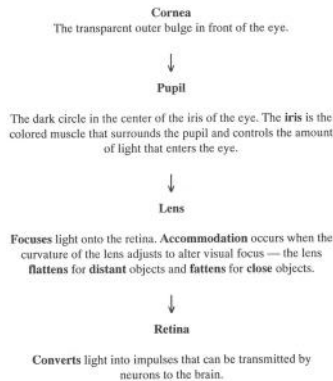 Cornea
The transparent outer bulge in front of the eye.
Pupil
The dark circle in the center of the iris of the eye. The iris is the
colored muscle that surrounds the pupil and controls the amount
of light that enters the eye.
Lens
Focuses light onto the retina. Accommodation occurs when the
curvature of the lens adjusts to alter visual focus — the lens
flattens for distant objects and fattens for close objects.
Retina
Converts light into impulses that can be transmitted by
neurons to the brain.